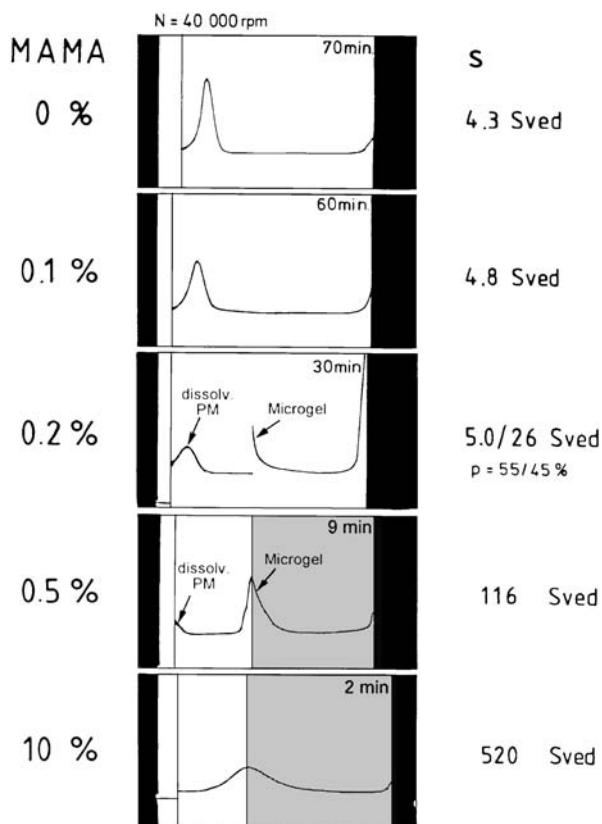 N = 40 000 rpm
MAMA
S
70min.
0 %
4.3 Sved
60min.
0.1 %
4.8 Sved
30min.
dissolv.
PM
Microgel
0.2 %
5.0/26 Sved
p = 55/45 %
9 min
dissolv.
PM
Microgel
0.5 %
116 Sved
2 min
10 %
520 Sved